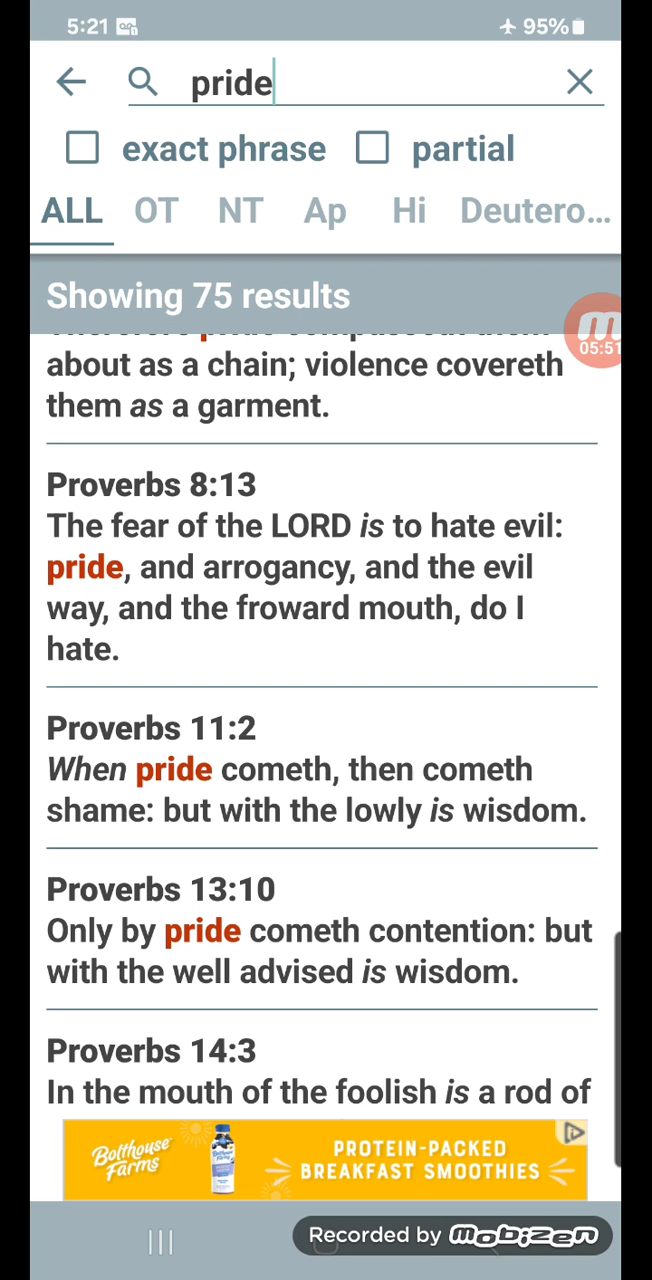 5:21
95%
pride
exact phrase partial
ALL OT NT Ap Hi Deutero...
Showing 75 results
05:51
about as a chain; violence covereth
them as a garment.
Proverbs 8:13
The fear of the LORD is to hate evil:
pride, and arrogancy, and the evil
way, and the froward mouth, do I
hate.
Proverbs 11:2
When pride cometh, then cometh
shame: but with the lowly is wisdom.
Proverbs 13:10
Only by pride cometh contention: but
with the well advised is wisdom.
Proverbs 14:3
In the mouth of the foolish is a rod of
Bolthouse
Farms
PROTEIN-PACKED
BREAKFAST SMOOTHIES
Recorded by mobizen